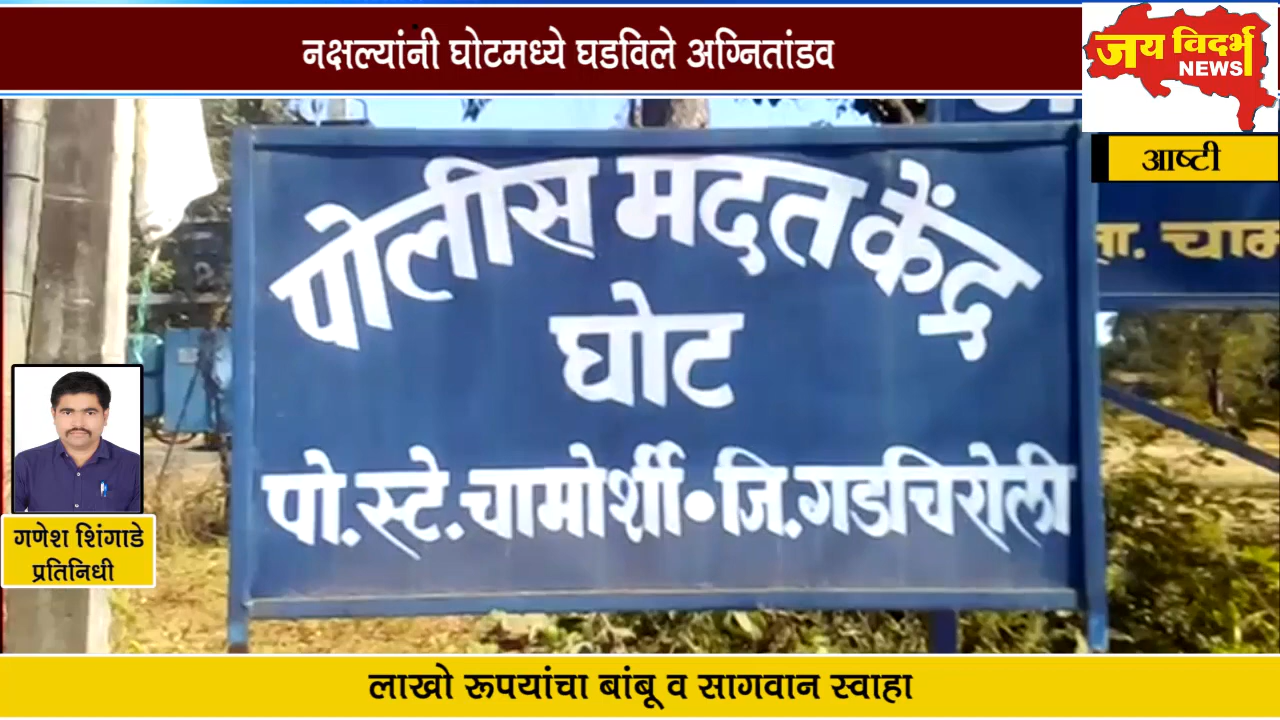 नक्षल्यांनी घोटमध्ये घडविले अग्नितांडव
जय विदर्भ
NEWS
आष्टी
पोलीस मदत केंद्र
घोट
पो.स्टे.चामोर्शी•जि.गडचिरोली
ता. चाम
गणेश शिंगाडे
प्रतिनिधी
लाखो रूपयांचा बांबू व सागवान स्वाहा